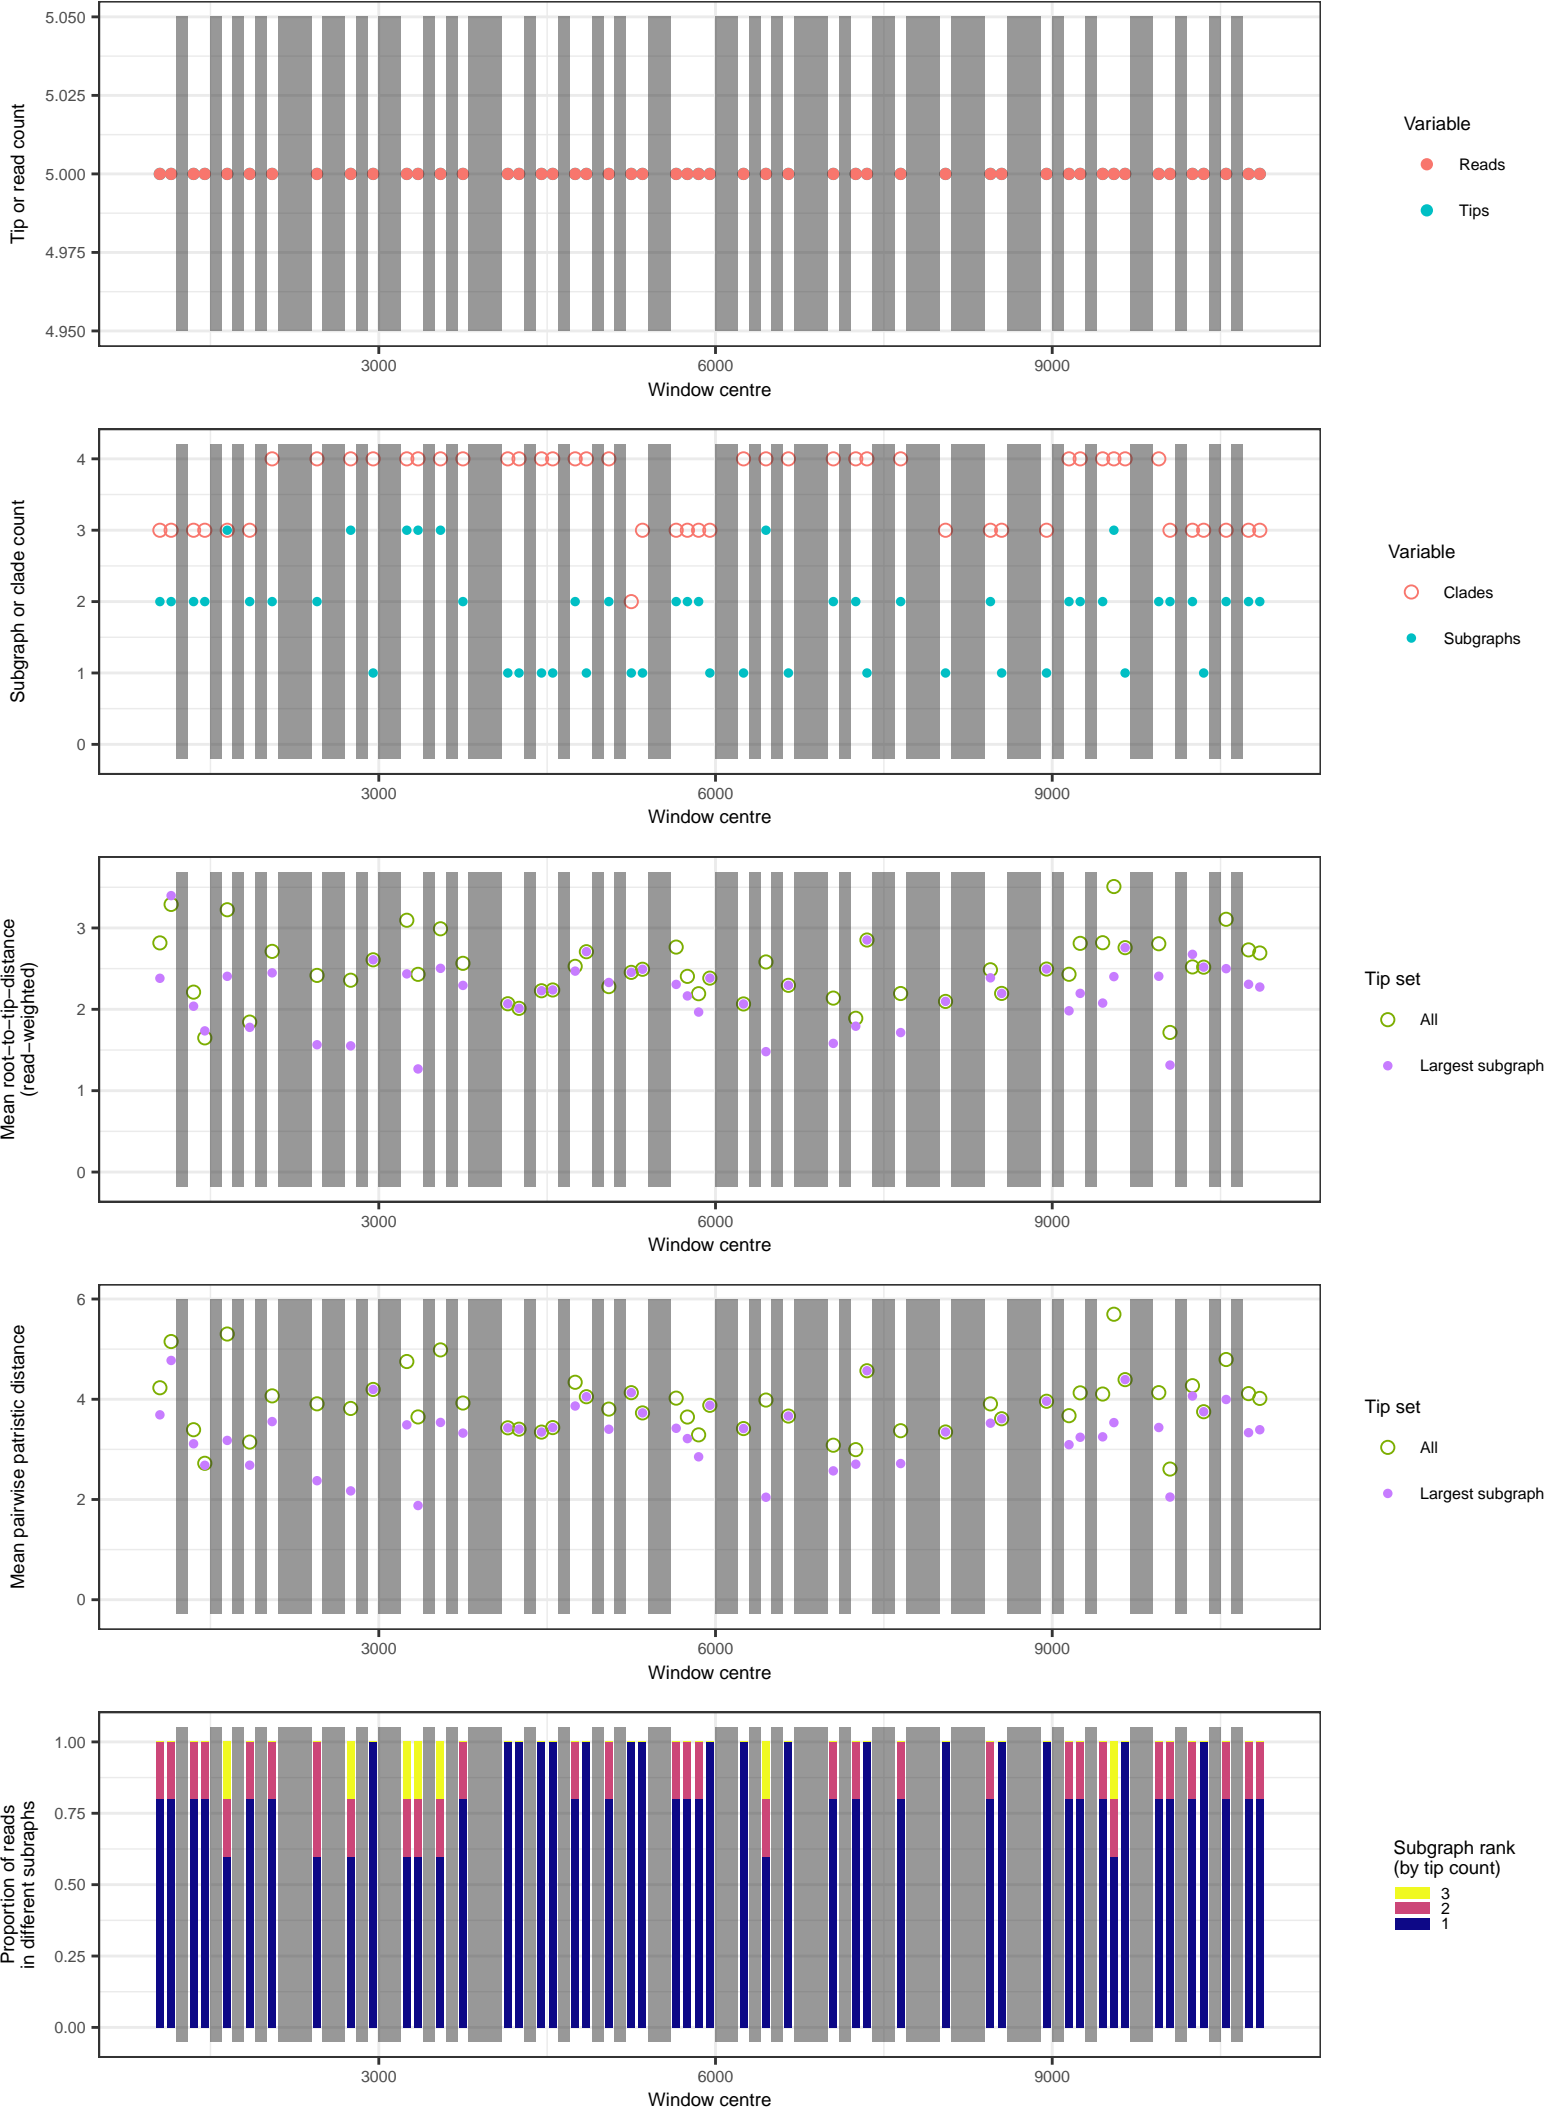 Tip or read count
5.050
5.025
5.000
4.975
4.950
3000
6000
9000
Window centre
Variable
Reads
Tips
Subgraph or clade count
4
3
2
1
0
3000
6000
9000
Window centre
Variable
Clades
Subgraphs
Mean root−to−tip−distance
(read−weighted)
3
2
1
0
3000
6000
9000
Window centre
Tip set
All
Largest subgraph
Mean pairwise patristic distance
6
4
2
0
3000
6000
9000
Window centre
Tip set
All
Largest subgraph
Proportion of reads
in different subraphs
1.00
0.75
0.50
0.25
0.00
3000
6000
9000
Window centre
Subgraph rank
(by tip count)
3
2
1